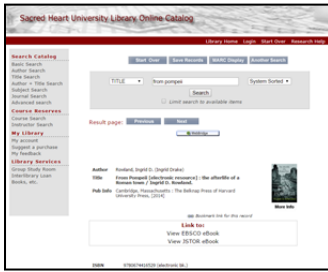 Sacred Heart University Library Online Catalog
Library Home Login Start Over Research Help
Search Catalog
Basic Search
Author Search
Title Search
Author + Title Search
Subject Search
Journal Search
Advanced search
Course Reserves
Course Search
Instructor Search
My Library
My account
Suggest a purchase
My feedback
Library Services
Group Study Room
Interlibrary Loan
Books, etc.
Start Over Save Records MARC Display Another Search
TITLE from pompeii System Sorted
Search
Limit search to available items
Result page: Previous Next
Author Rowland, Ingrid D. (Ingrid Drake)
Title From Pompeii [electronic resource] : the afterlife of a
Roman town / Ingrid D. Rowland.
Pub Info Cambridge, Massachusetts : The Belknap Press of Harvard
University Press, [2014]
More Info
Bookmark link for this record
Link to:
View EBSCO eBook
View JSTOR eBook
ISBN 9780674416529 (electronic bk.)